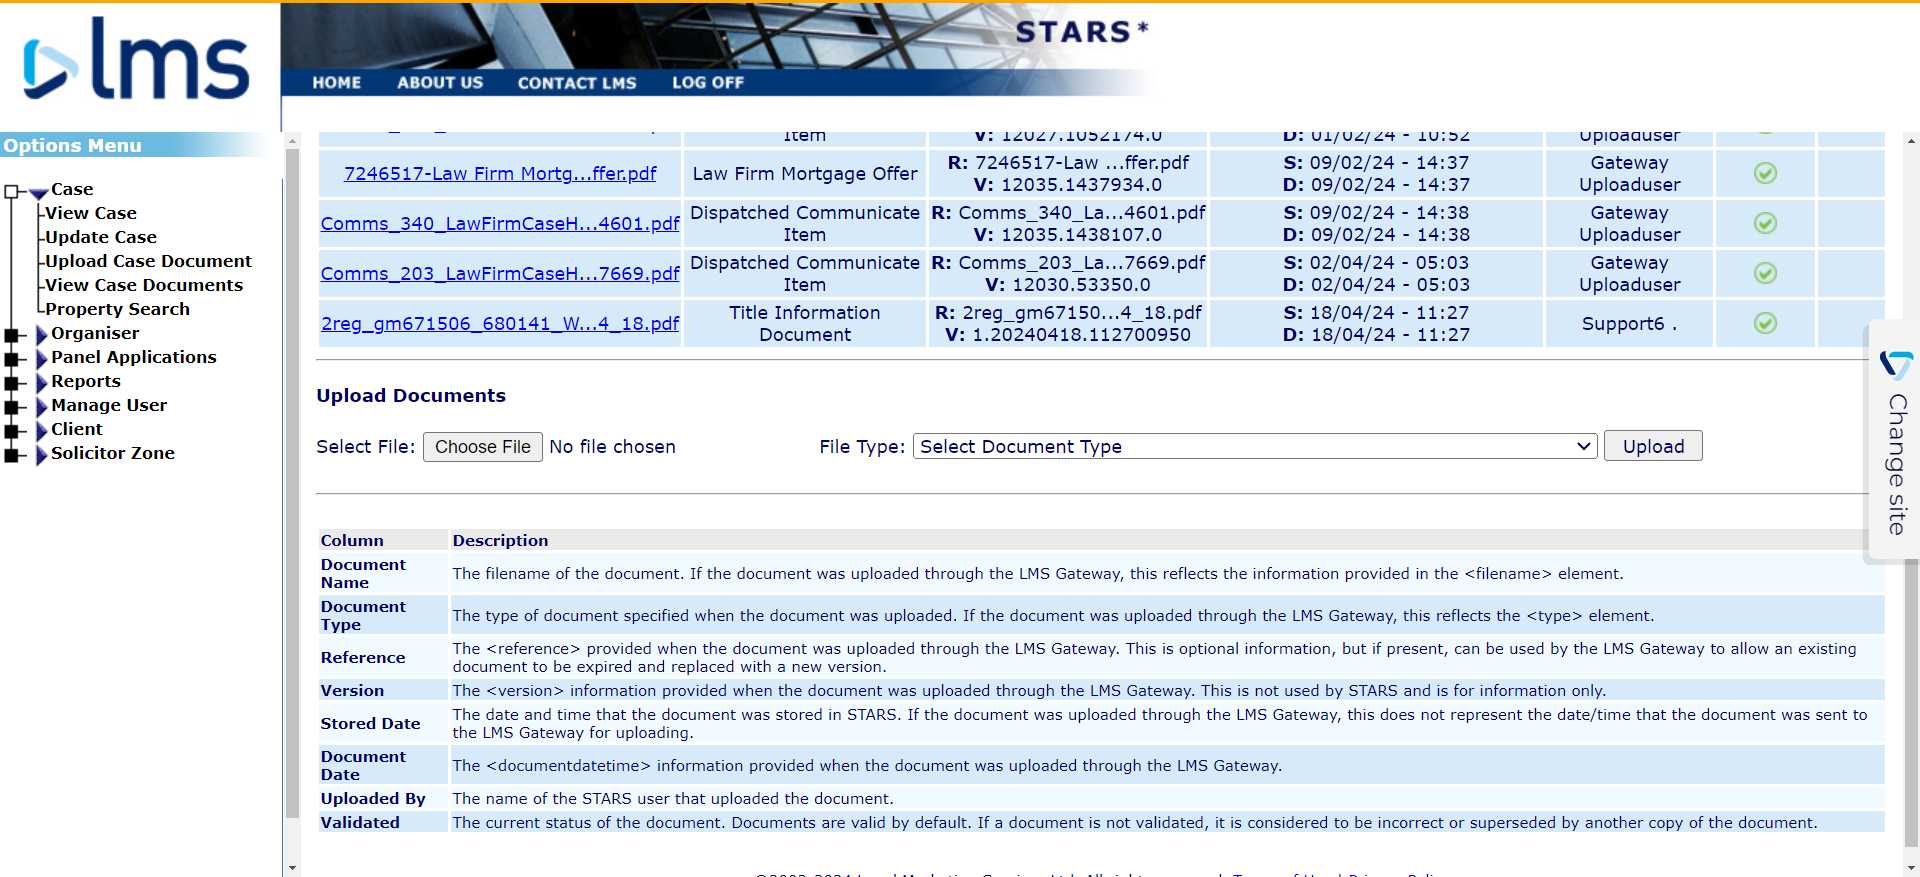 lms
STARS*
HOME ABOUT US CONTACT LMS LOG OFF
Options Menu
Case
View Case
Update Case
Upload Case Document
View Case Documents
Property Search
Organiser
Panel Applications
Reports
Manage User
Client
Solicitor Zone
Item V: 12027.1052174.0 D: 01/02/24 - 10:52 Uploaduser
7246517-Law Firm Mortg...ffer.pdf Law Firm Mortgage Offer R: 7246517-Law ...ffer.pdf S: 09/02/24 - 14:37 Gateway
V: 12035.1437934.0 D: 09/02/24 - 14:37 Uploaduser
Comms_340_LawFirmCaseH...4601.pdf Dispatched Communicate R: Comms_340_La...4601.pdf S: 09/02/24 - 14:38 Gateway
Item V: 12035.1438107.0 D: 09/02/24 - 14:38 Uploaduser
Comms_203_LawFirmCaseH...7669.pdf Dispatched Communicate R: Comms_203_La...7669.pdf S: 02/04/24 - 05:03 Gateway
Item V: 12030.53350.0 D: 02/04/24 - 05:03 Uploaduser
2reg_gm671506_680141_W...4_18.pdf Title Information R: 2reg_gm67150...4_18.pdf S: 18/04/24 - 11:27 Support6 .
Document V: 1.20240418.112700950 D: 18/04/24 - 11:27
Upload Documents
Select File: Choose File No file chosen File Type: Select Document Type Upload
Change site
Column Description
Document Name The filename of the document. If the document was uploaded through the LMS Gateway, this reflects the information provided in the <filename> element.
Document Type The type of document specified when the document was uploaded. If the document was uploaded through the LMS Gateway, this reflects the <type> element.
Reference The <reference> provided when the document was uploaded through the LMS Gateway. This is optional information, but if present, can be used by the LMS Gateway to allow an existing
document to be expired and replaced with a new version.
Version The <version> information provided when the document was uploaded through the LMS Gateway. This is not used by STARS and is for information only.
Stored Date The date and time that the document was stored in STARS. If the document was uploaded through the LMS Gateway, this does not represent the date/time that the document was sent to
the LMS Gateway for uploading.
Document Date The <documentdatetime> information provided when the document was uploaded through the LMS Gateway.
Uploaded By The name of the STARS user that uploaded the document.
Validated The current status of the document. Documents are valid by default. If a document is not validated, it is considered to be incorrect or superseded by another copy of the document.